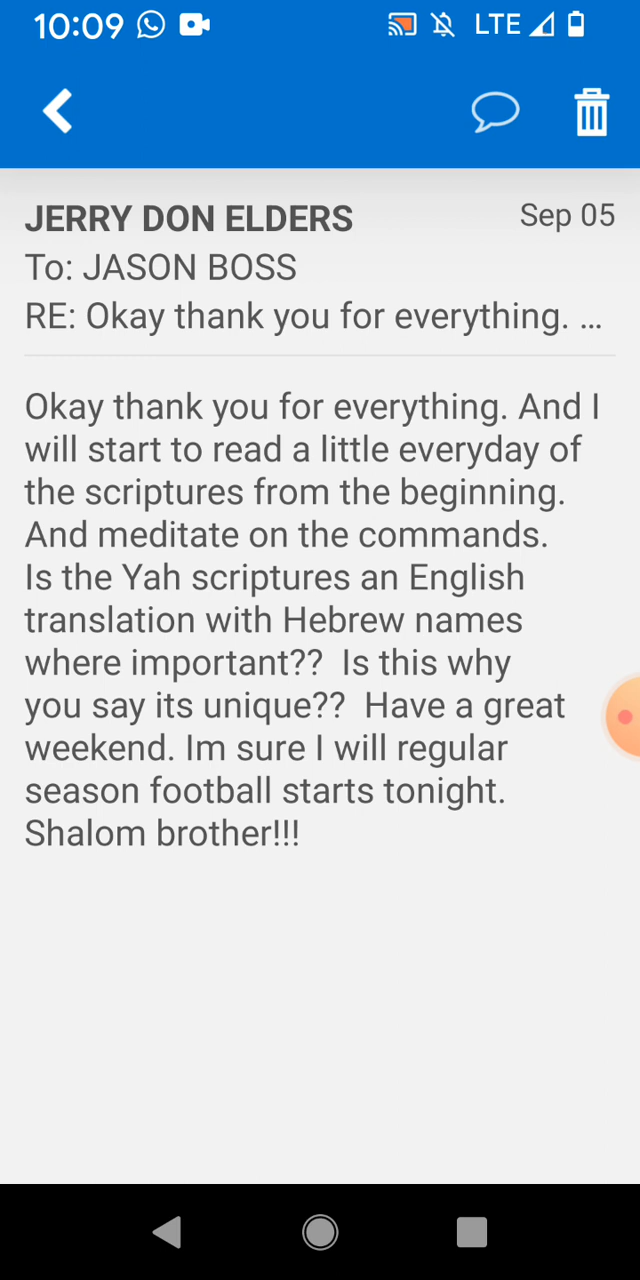 10:09
LTE
JERRY DON ELDERS
Sep 05
To: JASON BOSS
RE: Okay thank you for everything. ...
Okay thank you for everything. And I
will start to read a little everyday of
the scriptures from the beginning.
And meditate on the commands.
Is the Yah scriptures an English
translation with Hebrew names
where important??  Is this why
you say its unique??  Have a great
weekend. Im sure I will regular
season football starts tonight.
Shalom brother!!!